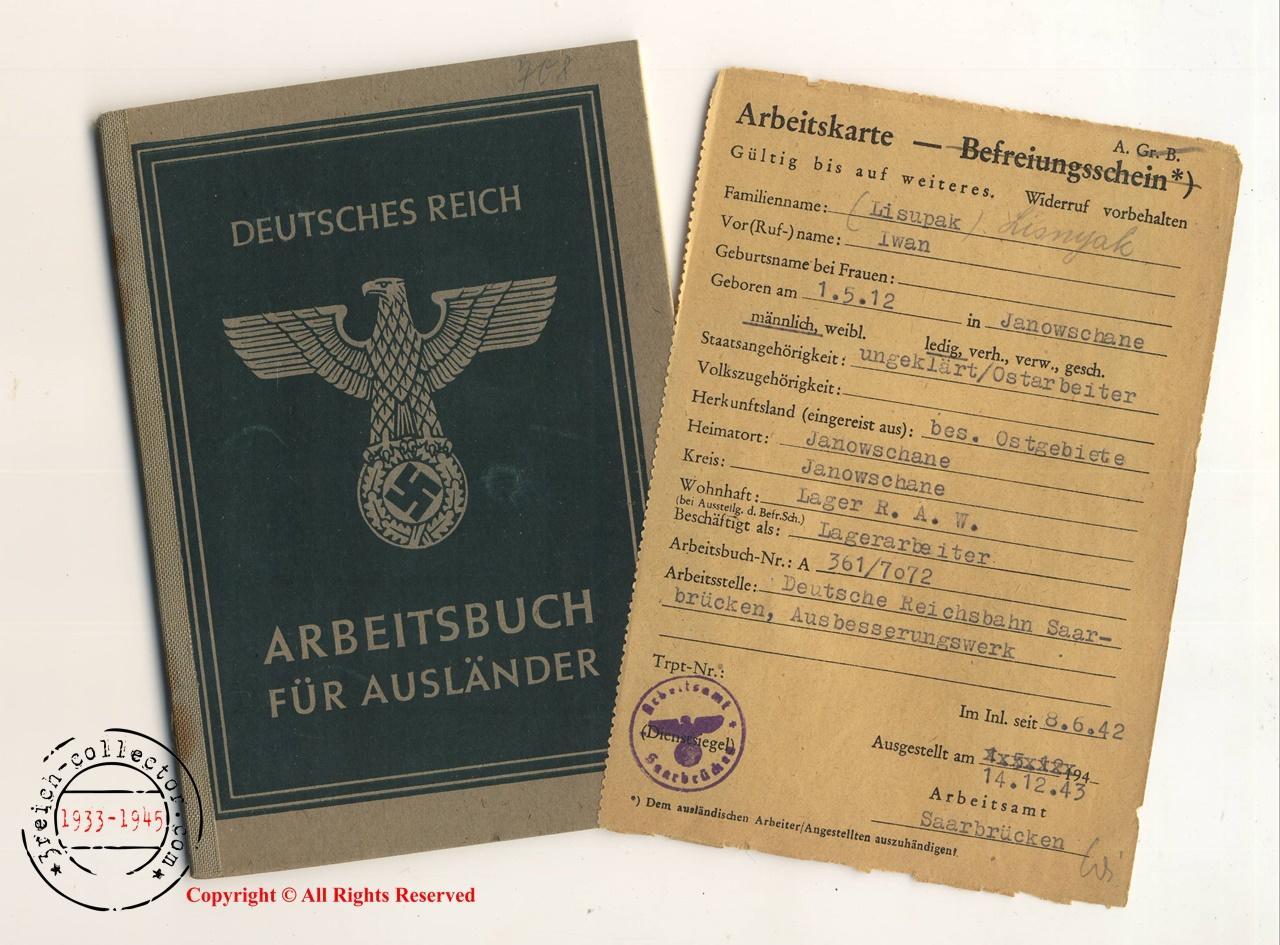 708
DEUTSCHES REICH
ARBEITSBUCH
FÜR AUSLÄNDER
3reich-collector.com
1933-1945
Copyright © All Rights Reserved
A. Gr. B.
Arbeitskarte — Befreiungsschein*)
Gültig bis auf weiteres. Widerruf vorbehalten
Familienname: (Lisupak) Lisnyak
Vor(Ruf-)name: Iwan
Geburtsname bei Frauen:
Geboren am 1.5.12 in Janowschane
männlich, weibl. ledig, verh., verw., gesch.
Staatsangehörigkeit: ungeklärt/Ostarbeiter
Volkszugehörigkeit:
Herkunftsland (eingereist aus): bes. Ostgebiete
Heimatort: Janowschane
Kreis: Janowschane
Wohnhaft: Lager R. A. W.
(bei Ausstellg. d. Befr.Sch.)
Beschäftigt als: Lagerarbeiter
Arbeitsbuch-Nr.: A 361/7o72
Arbeitsstelle: Deutsche Reichsbahn Saar-
brücken, Ausbesserungswerk
Trpt-Nr.:
Arbeitsamt
(Dienstsiegel)
Saarbrücken
Im Inl. seit 8.6.42
Ausgestellt am 1x5x12x194
14.12.43
Arbeitsamt
Saarbrücken
*) Dem ausländischen Arbeiter/Angestellten auszuhändigen!